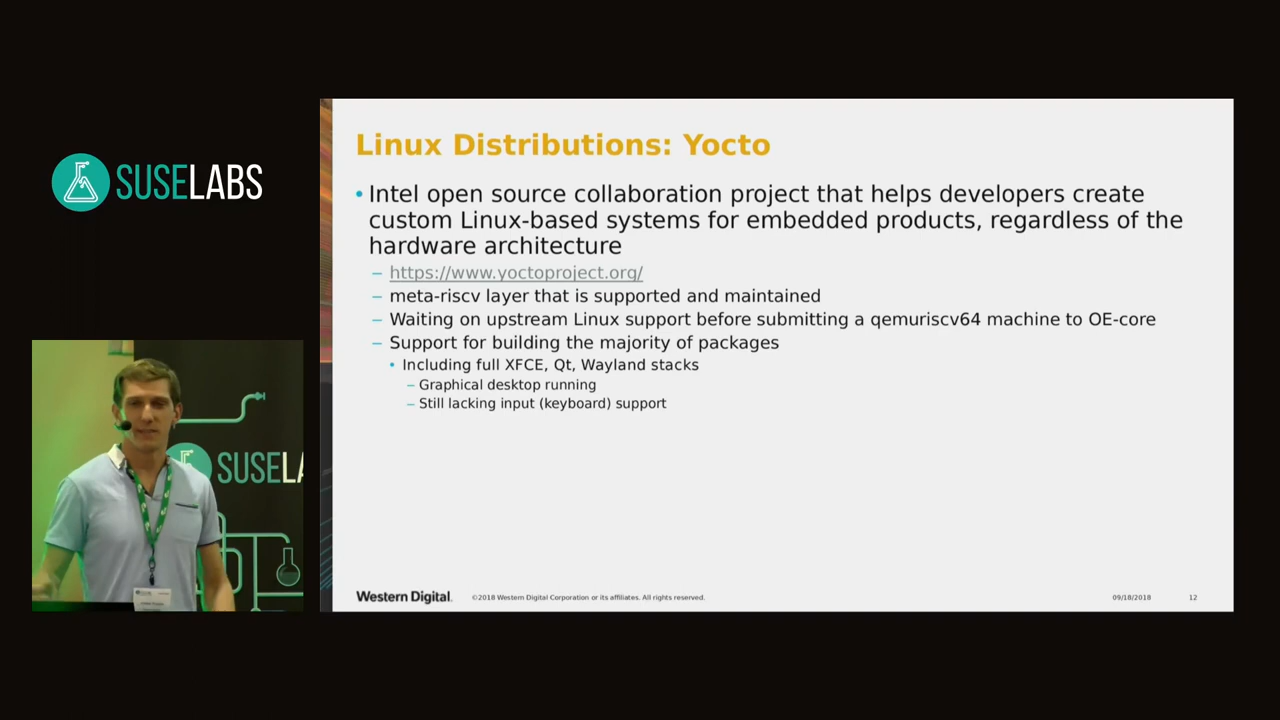 SUSELABS
Linux Distributions: Yocto
• Intel open source collaboration project that helps developers create
custom Linux-based systems for embedded products, regardless of the
hardware architecture
– https://www.yoctoproject.org/
– meta-riscv layer that is supported and maintained
– Waiting on upstream Linux support before submitting a qemuriscv64 machine to OE-core
– Support for building the majority of packages
• Including full XFCE, Qt, Wayland stacks
– Graphical desktop running
– Still lacking input (keyboard) support
SUSELA
Western Digital. ©2018 Western Digital Corporation or its affiliates. All rights reserved. 09/18/2018 12